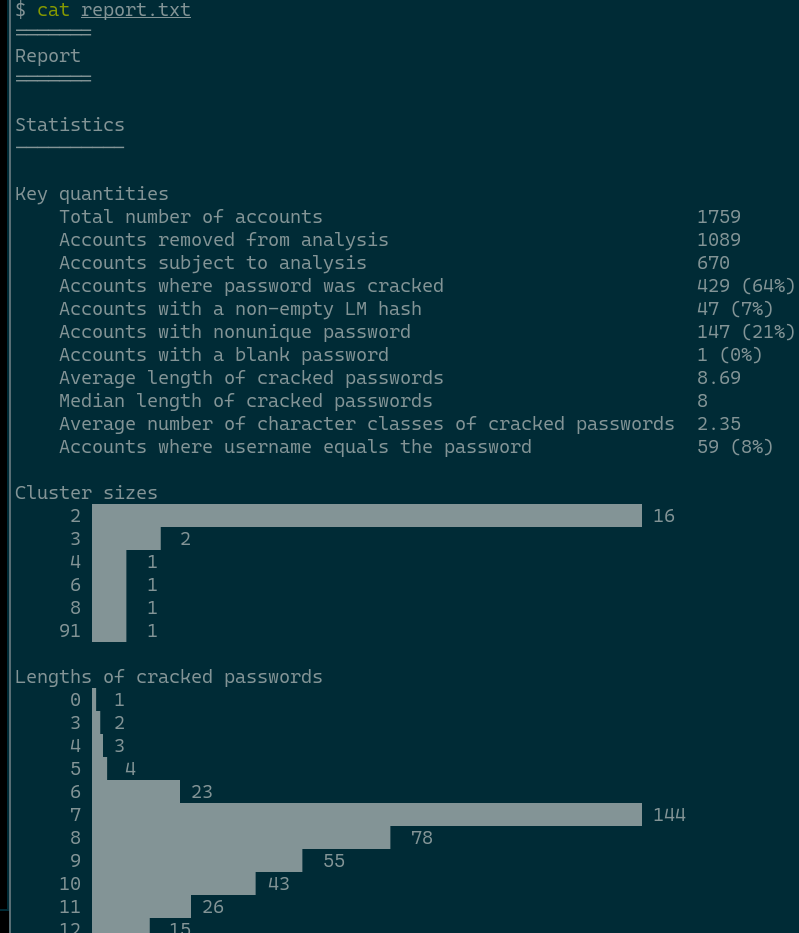 $ cat report.txt
Report
Statistics
Key quantities
Total number of accounts 1759
Accounts removed from analysis 1089
Accounts subject to analysis 670
Accounts where password was cracked 429 (64%)
Accounts with a non-empty LM hash 47 (7%)
Accounts with nonunique password 147 (21%)
Accounts with a blank password 1 (0%)
Average length of cracked passwords 8.69
Median length of cracked passwords 8
Average number of character classes of cracked passwords 2.35
Accounts where username equals the password 59 (8%)
Cluster sizes
2 16
3 2
4 1
6 1
8 1
91 1
Lengths of cracked passwords
0 1
3 2
4 3
5 4
6 23
7 144
8 78
9 55
10 43
11 26
12 15